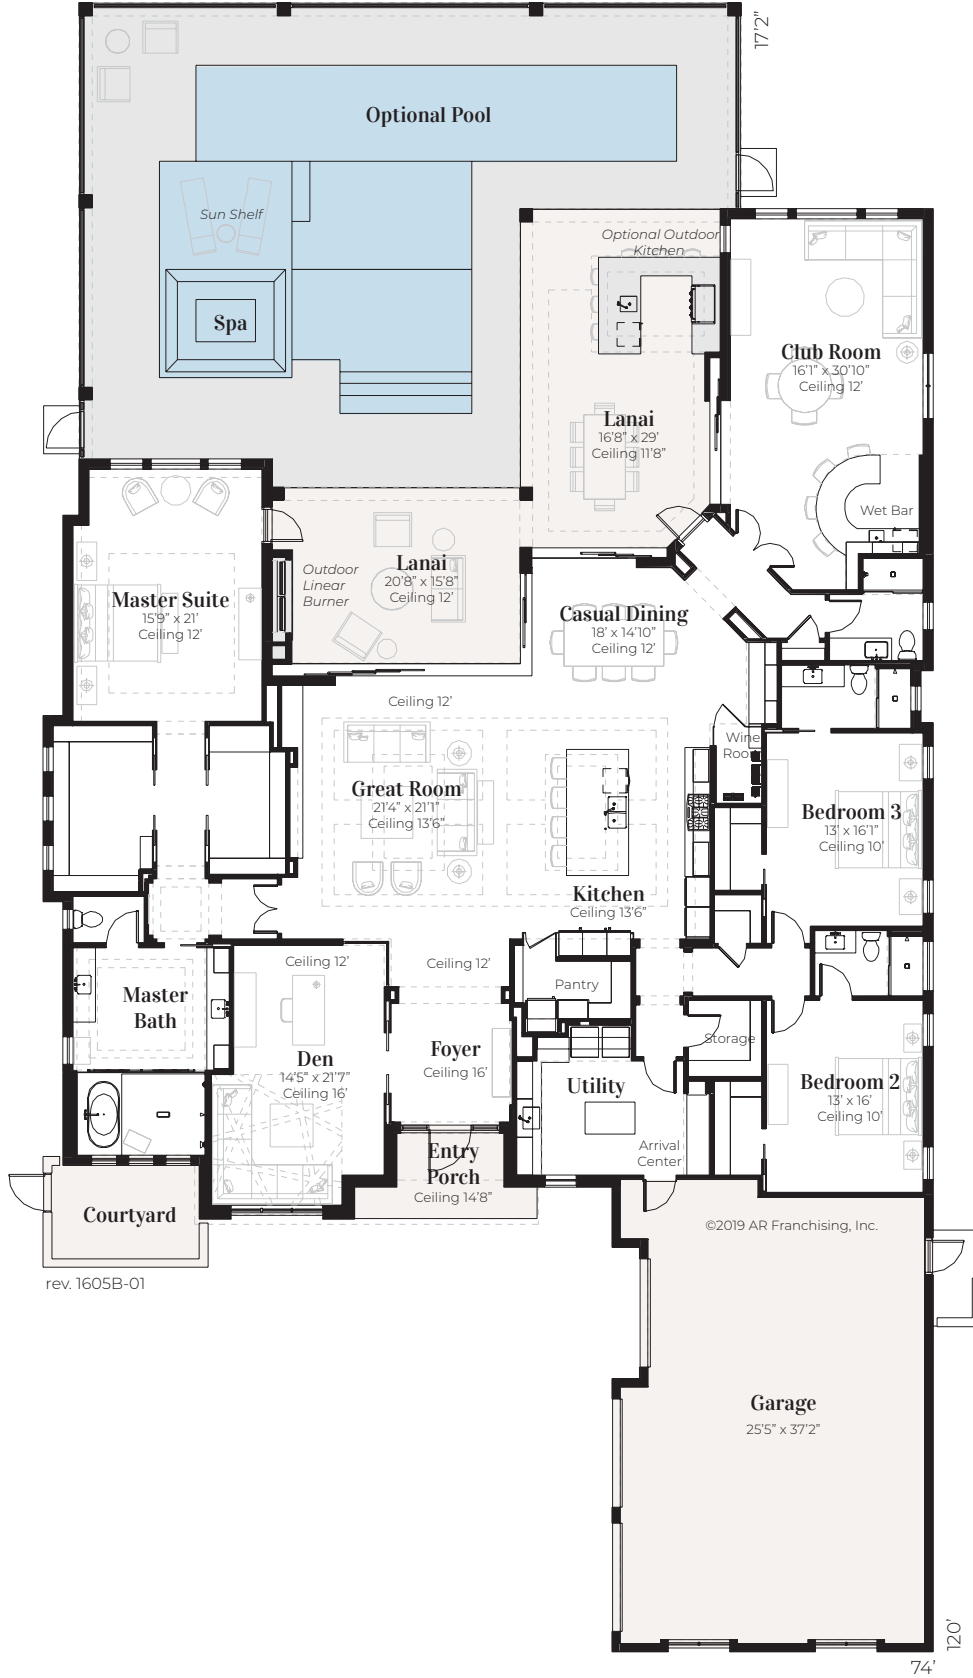 17’2”
Optional Pool
Sun Shelf
Optional Outdoor
Kitchen
Spa
Club Room
16’1” x 30’10”
Ceiling 12’
Lanai
16’8” x 29’
Ceiling 11’8”
Wet Bar
Outdoor
Linear
Burner
Lanai
20’8” x 15’8”
Ceiling 12’
Master Suite
15’9” x 21’
Ceiling 12’
Casual Dining
18’ x 14’10”
Ceiling 12’
Ceiling 12’
Wine
Room
Great Room
21’4” x 21’1”
Ceiling 13’6”
Bedroom 3
13’ x 16’1”
Ceiling 10’
Kitchen
Ceiling 13’6”
Ceiling 12’
Ceiling 12’
Pantry
Master
Bath
Storage
Den
14’5” x 21’7”
Ceiling 16’
Foyer
Ceiling 16’
Utility
Bedroom 2
13’ x 16’
Ceiling 10’
Arrival
Center
Entry
Porch
Ceiling 14’8”
Courtyard
©2019 AR Franchising, Inc.
rev. 1605B-01
Garage
25’5” x 37’2”
120’
74’